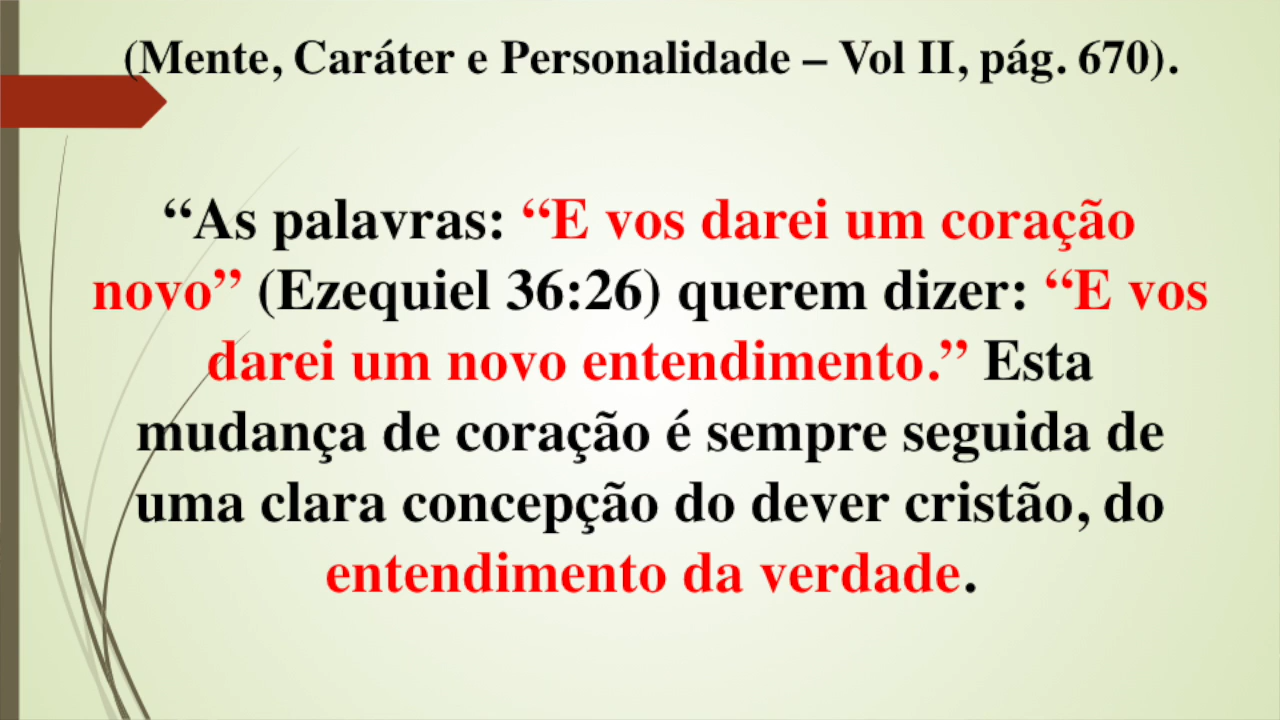 (Mente, Caráter e Personalidade – Vol II, pág. 670).
“As palavras: “E vos darei um coração
novo” (Ezequiel 36:26) querem dizer: “E vos
darei um novo entendimento.” Esta
mudança de coração é sempre seguida de
uma clara concepção do dever cristão, do
entendimento da verdade.